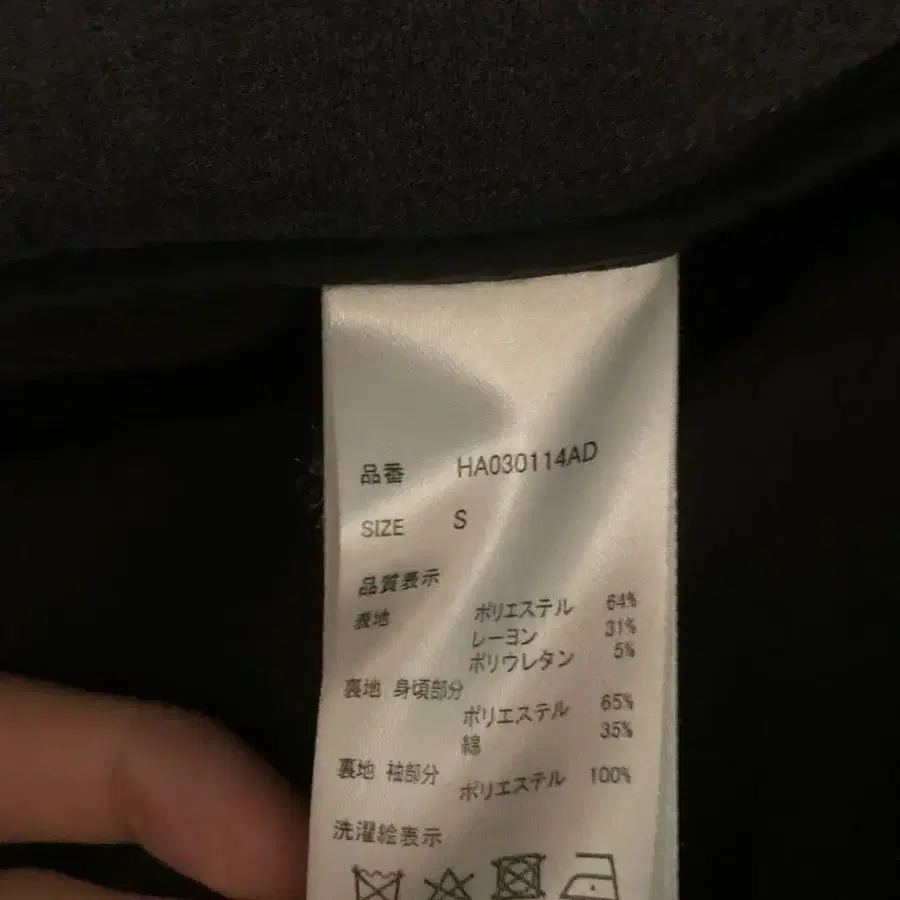 品番 HA030114AD
SIZE S
品質表示
表地 ポリエステル 64%
レーヨン 31%
ポリウレタン 5%
裏地 身頃部分
ポリエステル 65%
綿 35%
裏地 袖部分
ポリエステル 100%
洗濯絵表示